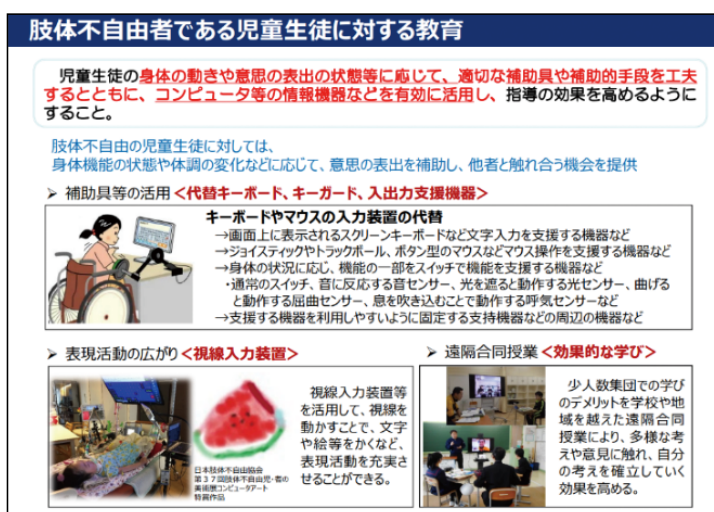 肢体不自由者である児童生徒に対する教育
児童生徒の身体の動きや意思の表出の状態等に応じて、適切な補助具や補助的手段を工夫
するとともに、コンピュータ等の情報機器などを有効に活用し、指導の効果を高めるように
すること。
肢体不自由の児童生徒に対しては、
身体機能の状態や体調の変化などに応じて、意思の表出を補助し、他者と触れ合う機会を提供
➢ 補助具等の活用＜代替キーボード、キーガード、入出力支援機器＞
キーボードやマウスの入力装置の代替
→画面上に表示されるスクリーンキーボードなど文字入力を支援する機器など
→ジョイスティックやトラックボール、ボタン型のマウスなどマウス操作を支援する機器など
→身体の状況に応じ、機能の一部をスイッチで機能を支援する機器など
・通常のスイッチ、音に反応する音センサー、光を遮ると動作する光センサー、曲げる
と動作する屈曲センサー、息を吹き込むことで動作する呼気センサーなど
→支援する機器を利用しやすいように固定する支持機器などの周辺の機器など
➢ 表現活動の広がり＜視線入力装置＞
視線入力装置等
を活用して、視線を
動かすことで、文字
や絵等をかくなど、
表現活動を充実さ
せることができる。
日本肢体不自由協会
第３７回肢体不自由児・者の
美術展コンピュータアート
特賞作品
➢ 遠隔合同授業＜効果的な学び＞
少人数集団での学び
のデメリットを学校や地
域を越えた遠隔合同
授業により、多様な考
えや意見に触れ、自分
の考えを確立していく
効果を高める。